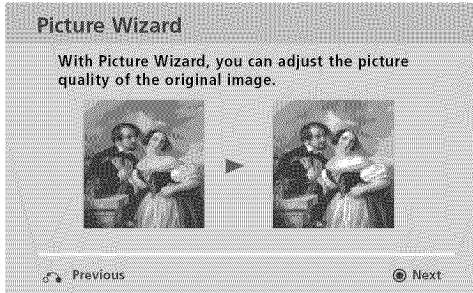 Picture Wizard
With Picture Wizard, you can adjust the picture
quality of the original image.
Previous
Next